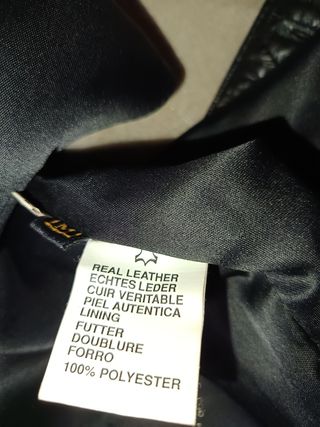 REAL LEATHER
ECHTES LEDER
CUIR VERITABLE
PIEL AUTENTICA
LINING
FUTTER
DOUBLURE
FORRO
100% POLYESTER